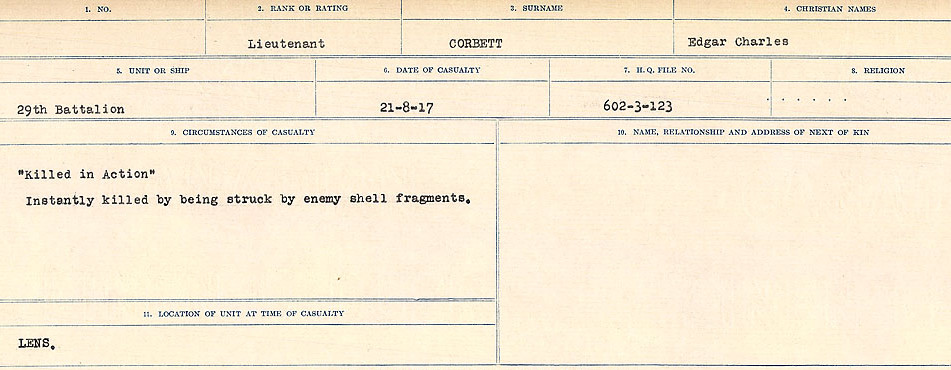 1. NO. 2. RANK OR RATING 3. SURNAME 4. CHRISTIAN NAMES
Lieutenant CORBETT Edgar Charles
5. UNIT OR SHIP 6. DATE OF CASUALTY 7. H.Q. FILE NO. 8. RELIGION
29th Battalion 21-8-17 602-3-123 . . . . . .
9. CIRCUMSTANCES OF CASUALTY 10. NAME, RELATIONSHIP AND ADDRESS OF NEXT OF KIN
"Killed in Action"
Instantly killed by being struck by enemy shell fragments.
11. LOCATION OF UNIT AT TIME OF CASUALTY
LENS.